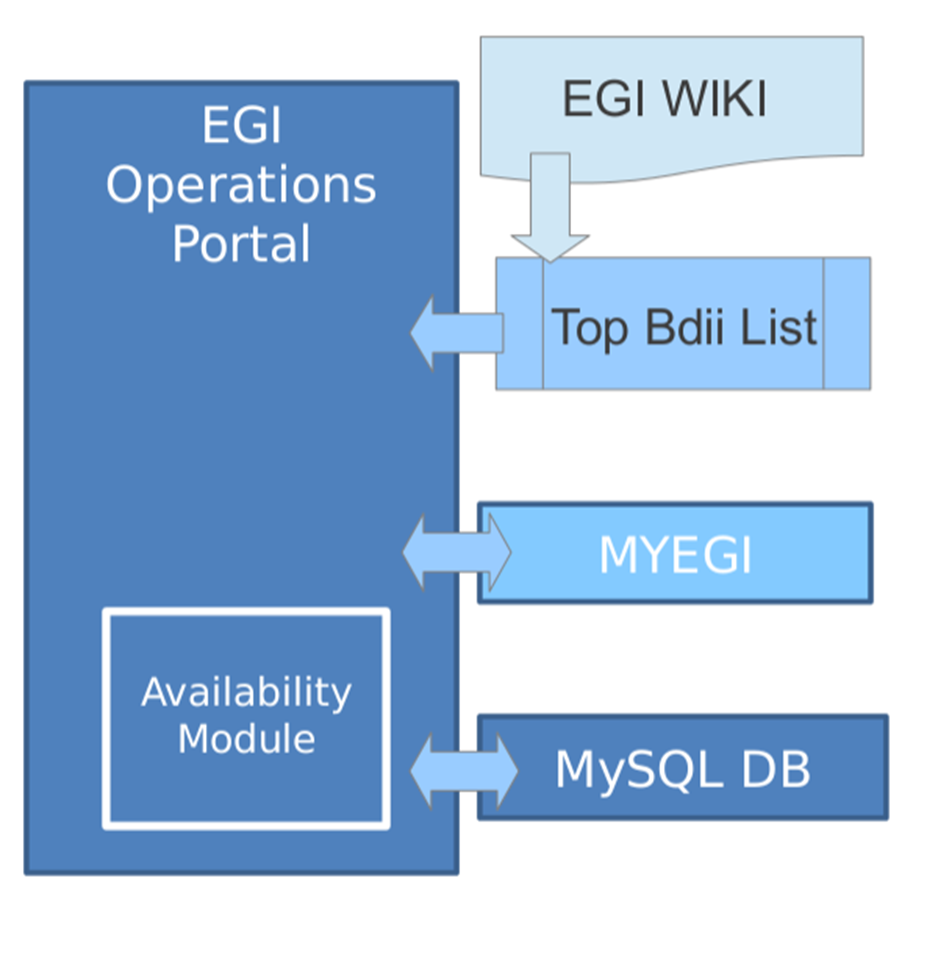 EGI
Operations
Portal
EGI WIKI
Top Bdii List
MYEGI
Availability
Module
MySQL DB